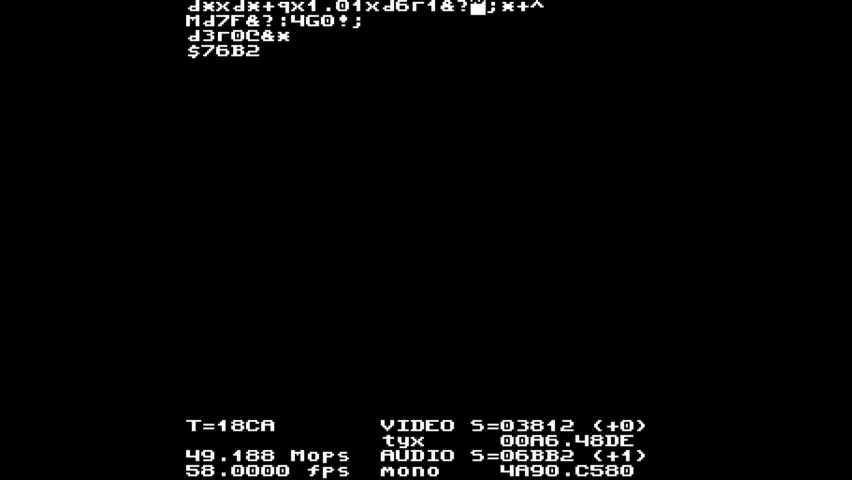 d*xd*+qx1.01xd6r1&?^;*+^
Md7F&?:4G0!;
d3r0C&*
$76B2
T=18CA VIDEO S=03812 (+0)
tyx 00A6.48DE
49.188 Mops AUDIO S=06BB2 (+1)
58.0000 fps mono 4A90.C580